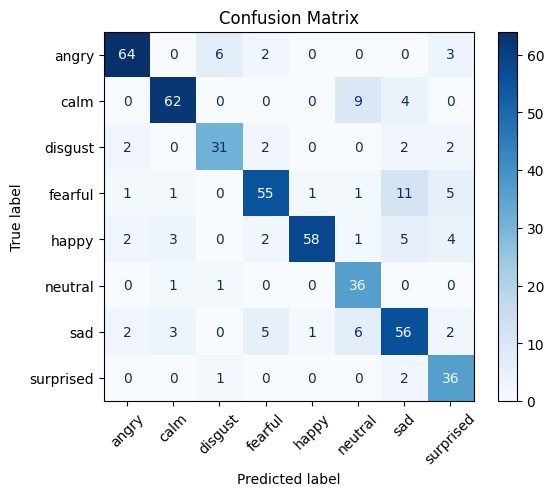 Confusion Matrix
True label
angry 64 0 6 2 0 0 0 3
calm 0 62 0 0 0 9 4 0
disgust 2 0 31 2 0 0 2 2
fearful 1 1 0 55 1 1 11 5
happy 2 3 0 2 58 1 5 4
neutral 0 1 1 0 0 36 0 0
sad 2 3 0 5 1 6 56 2
surprised 0 0 1 0 0 0 2 36
angry calm disgust fearful happy neutral sad surprised
Predicted label
60
50
40
30
20
10
0